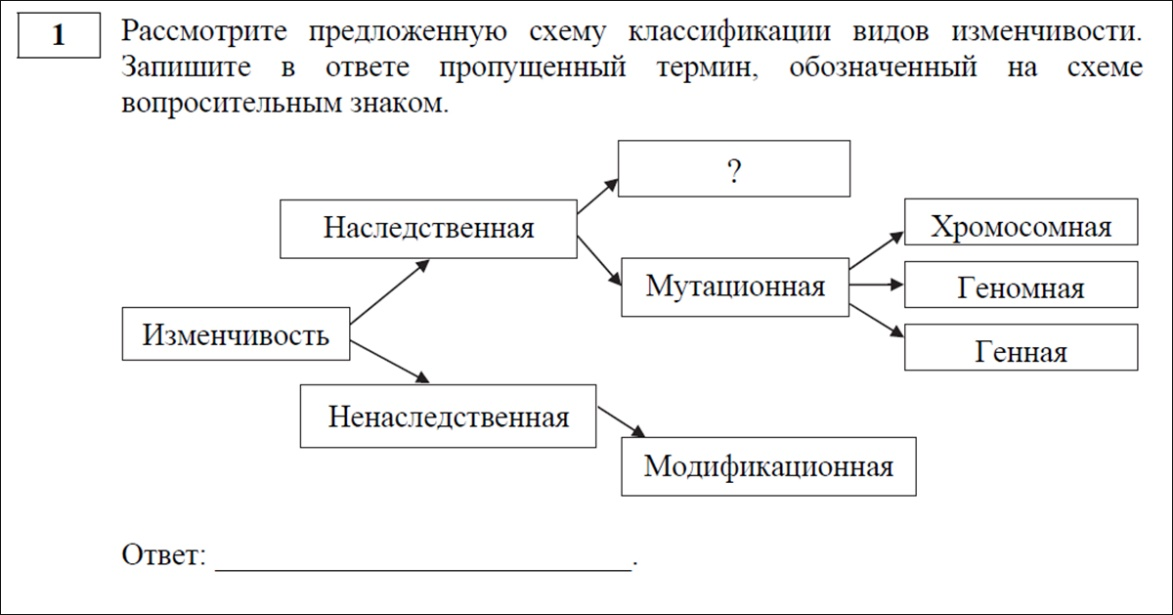 1
Рассмотрите предложенную схему классификации видов изменчивости.
Запишите в ответе пропущенный термин, обозначенный на схеме
вопросительным знаком.
?
Наследственная
Хромосомная
Мутационная
Геномная
Изменчивость
Генная
Ненаследственная
Модификационная
Ответ: ____________________________.